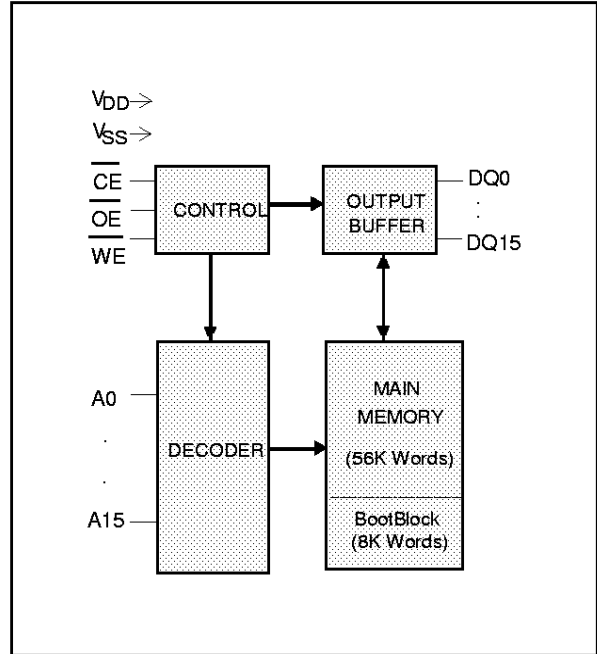 VDD
VSS
CE
OE
WE
CONTROL
OUTPUT
BUFFER
DQ0
.
.
DQ15
A0
.
.
.
A15
DECODER
MAIN
MEMORY
(56K Words)
BootBlock
(8K Words)